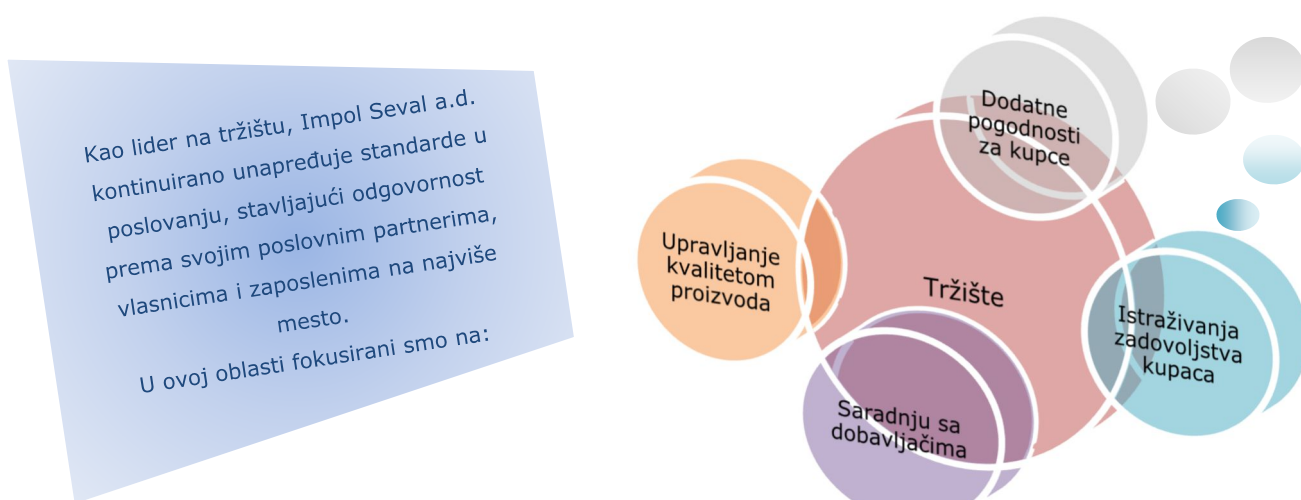 Kao lider na tržištu, Impol Seval a.d.
kontinuirano unapređuje standarde u
poslovanju, stavljajući odgovornost
prema svojim poslovnim partnerima,
vlasnicima i zaposlenima na najviše
mesto.
U ovoj oblasti fokusirani smo na:
Dodatne
pogodnosti
za kupce
Upravljanje
kvalitetom
proizvoda
Tržište
Istraživanja
zadovoljstva
kupaca
Saradnju sa
dobavljačima